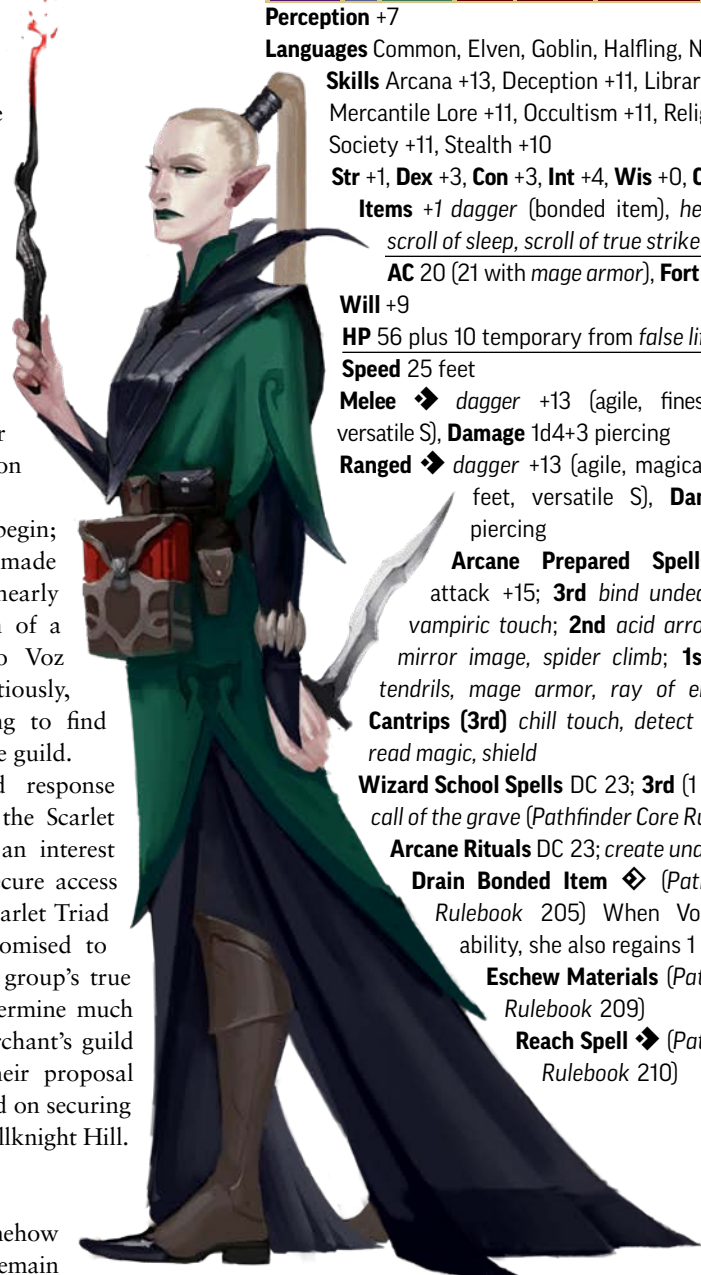 e
r
on
begin;
made
nearly
n of a
o Voz
tiously,
ng to find
e guild.
d response
the Scarlet
an interest
cure access
arlet Triad
omised to
group's true
ermine much
rchant's guild
heir proposal
d on securing
llknight Hill.
mehow
emain
Perception +7
Languages Common, Elven, Goblin, Halfling, N
Skills Arcana +13, Deception +11, Librar
Mercantile Lore +11, Occultism +11, Relig
Society +11, Stealth +10
Str +1, Dex +3, Con +3, Int +4, Wis +0, C
Items +1 dagger (bonded item), he
scroll of sleep, scroll of true strike
AC 20 (21 with mage armor), Fort
Will +9
HP 56 plus 10 temporary from false lif
Speed 25 feet
Melee dagger +13 (agile, fines
versatile S), Damage 1d4+3 piercing
Ranged dagger +13 (agile, magica
feet, versatile S), Dam
piercing
Arcane Prepared Spell
attack +15; 3rd bind undea
vampiric touch; 2nd acid arro
mirror image, spider climb; 1s
tendrils, mage armor, ray of e
Cantrips (3rd) chill touch, detect
read magic, shield
Wizard School Spells DC 23; 3rd (1
call of the grave (Pathfinder Core Ru
Arcane Rituals DC 23; create und
Drain Bonded Item (Pat
Rulebook 205) When Vo
ability, she also regains 1
Eschew Materials (Pat
Rulebook 209)
Reach Spell (Pat
Rulebook 210)